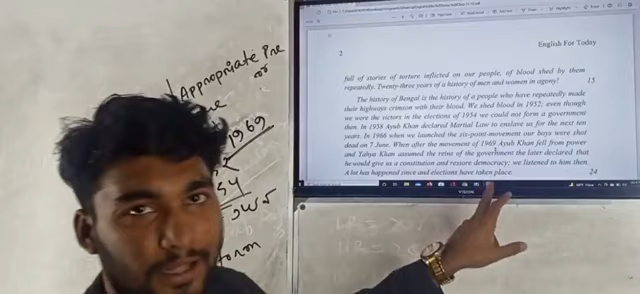 2
English For Today
full of stories of torture inflicted on our people, of blood shed by them
repeatedly. Twenty-three years of a history of men and women in agony! 15
The history of Bengal is the history of a people who have repeatedly made
their highways crimson with their blood. We shed blood in 1952; even though
we were the victors in the elections of 1954 we could not form a government
then. In 1958 Ayub Khan declared Martial Law to enslave us for the next ten
years. In 1966 when we launched the six-point-movement our boys were shot
dead on 7 June. When after the movement of 1969 Ayub Khan fell from power
and Yahya Khan assumed the reins of the government the later declared that
he would give us a constitution and restore democracy; we listened to him then.
A lot has happened since and elections have taken place. 24
VISION
Appropriate Pre
or
1969